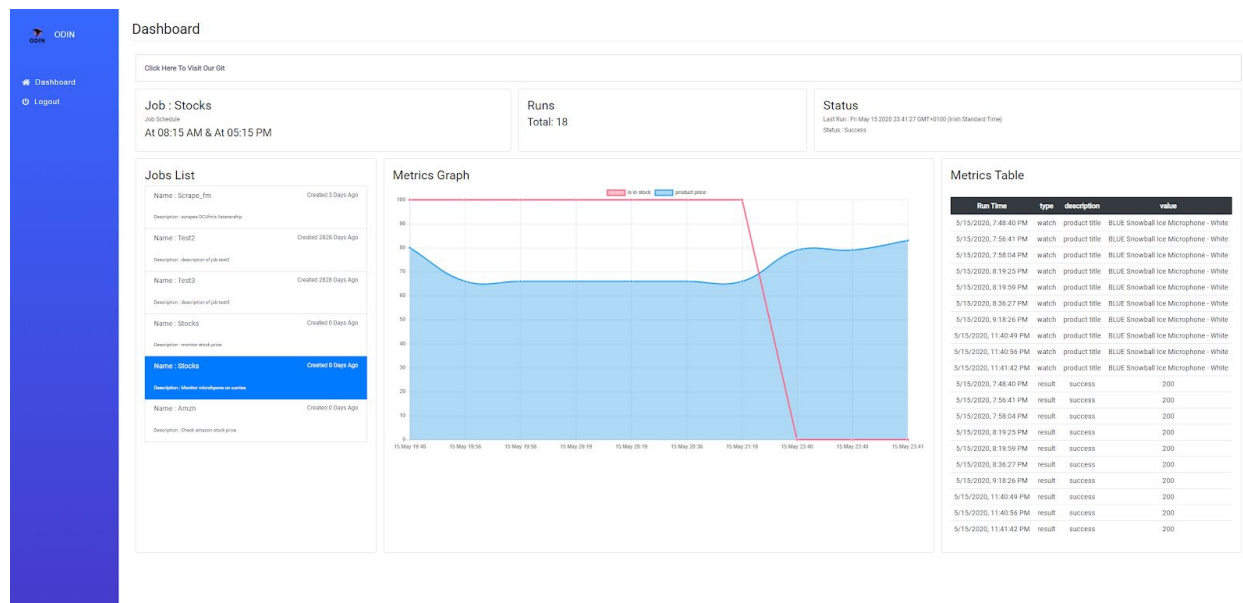 ODIN
ODIN
Dashboard
Logout
Dashboard
Click Here To Visit Our Git
Job : Stocks
Job Schedule
At 08:15 AM & At 05:15 PM
Runs
Total: 18
Status
Last Run : Fri May 15 2020 23:41:27 GMT+0100 (Irish Standard Time)
Status : Success
Jobs List
Name : Scrape_fm Created 3 Days Ago
Description : scrapes DCUfm's listenership
Name : Test2 Created 2828 Days Ago
Description : description of job test2
Name : Test3 Created 2828 Days Ago
Description : description of job test3
Name : Stocks Created 0 Days Ago
Description : monitor stock price
Name : Stocks Created 0 Days Ago
Description : Monitor microhpone on curries
Name : Amzn Created 0 Days Ago
Description : Check amazon stock price
Metrics Graph
is in stock product price
100
90
80
70
60
50
40
30
20
10
0
15 May 19:48 15 May 19:56 15 May 19:58 15 May 20:19 15 May 20:19 15 May 20:36 15 May 21:18 15 May 23:40 15 May 23:40 15 May 23:41
Metrics Table
Run Time type description value
5/15/2020, 7:48:40 PM watch product title BLUE Snowball Ice Microphone - White
5/15/2020, 7:56:41 PM watch product title BLUE Snowball Ice Microphone - White
5/15/2020, 7:58:04 PM watch product title BLUE Snowball Ice Microphone - White
5/15/2020, 8:19:25 PM watch product title BLUE Snowball Ice Microphone - White
5/15/2020, 8:19:59 PM watch product title BLUE Snowball Ice Microphone - White
5/15/2020, 8:36:27 PM watch product title BLUE Snowball Ice Microphone - White
5/15/2020, 9:18:26 PM watch product title BLUE Snowball Ice Microphone - White
5/15/2020, 11:40:49 PM watch product title BLUE Snowball Ice Microphone - White
5/15/2020, 11:40:56 PM watch product title BLUE Snowball Ice Microphone - White
5/15/2020, 11:41:42 PM watch product title BLUE Snowball Ice Microphone - White
5/15/2020, 7:48:40 PM result success 200
5/15/2020, 7:56:41 PM result success 200
5/15/2020, 7:58:04 PM result success 200
5/15/2020, 8:19:25 PM result success 200
5/15/2020, 8:19:59 PM result success 200
5/15/2020, 8:36:27 PM result success 200
5/15/2020, 9:18:26 PM result success 200
5/15/2020, 11:40:49 PM result success 200
5/15/2020, 11:40:56 PM result success 200
5/15/2020, 11:41:42 PM result success 200